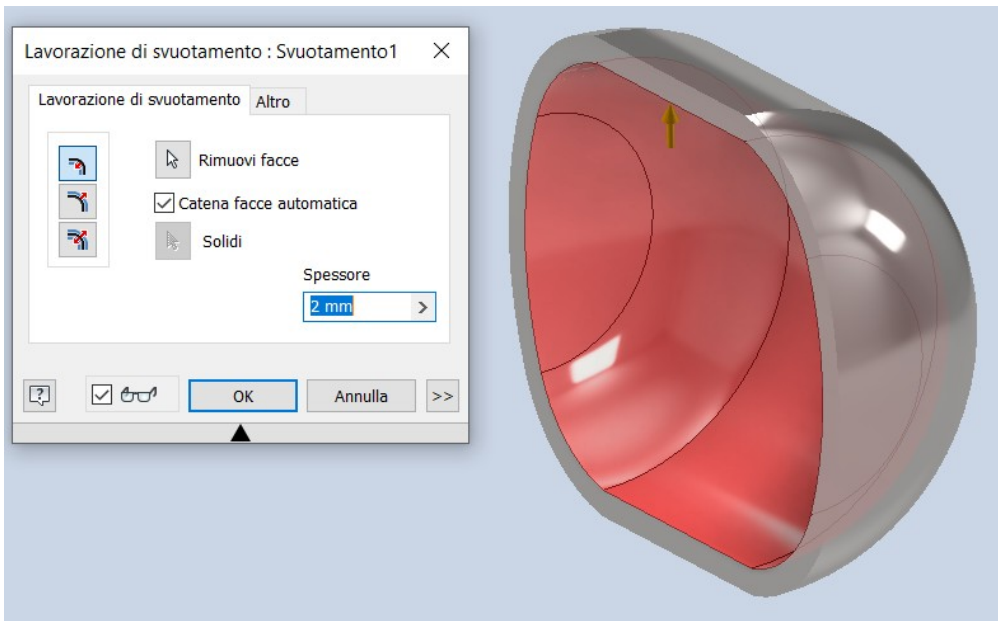 Lavorazione di svuotamento : Svuotamento1
Lavorazione di svuotamento Altro
Rimuovi facce
Catena facce automatica
Solidi
Spessore
2 mm >
?
OK Annulla >>